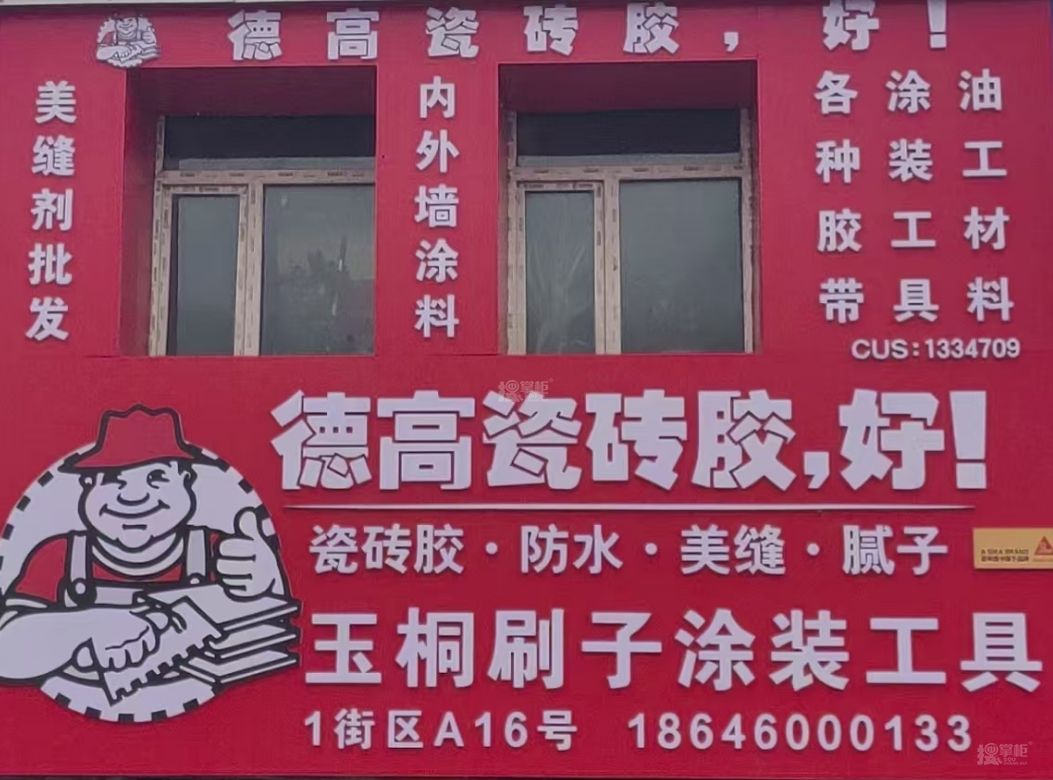 德高瓷砖胶，好！
美缝剂批发
内外墙涂料
各种胶带
涂装工具
油工材料
CUS:1334709
德高瓷砖胶,好!
瓷砖胶·防水·美缝·腻子
玉桐刷子涂装工具
1街区A16号 18646000133